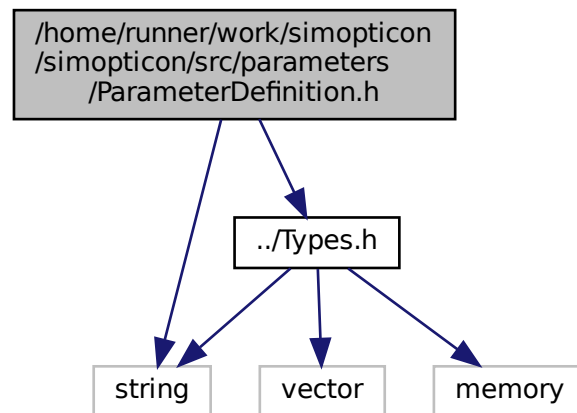 /home/runner/work/simopticon
/simopticon/src/parameters
/ParameterDefinition.h
../Types.h
string
vector
memory